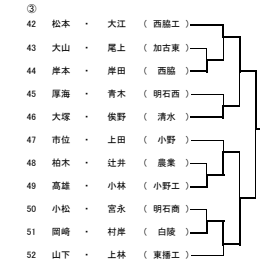 ③
42 松本 ・ 大江 ( 西脇工 )
43 大山 ・ 尾上 ( 加古東 )
44 岸本 ・ 岸田 ( 西脇 )
45 厚海 ・ 青木 ( 明石西 )
46 大塚 ・ 俟野 ( 清水 )
47 市位 ・ 上田 ( 小野 )
48 柏木 ・ 辻井 ( 農業 )
49 髙雄 ・ 小林 ( 小野工 )
50 小松 ・ 宮永 ( 明石商 )
51 岡崎 ・ 村岸 ( 白陵 )
52 山下 ・ 上林 ( 東播工 )